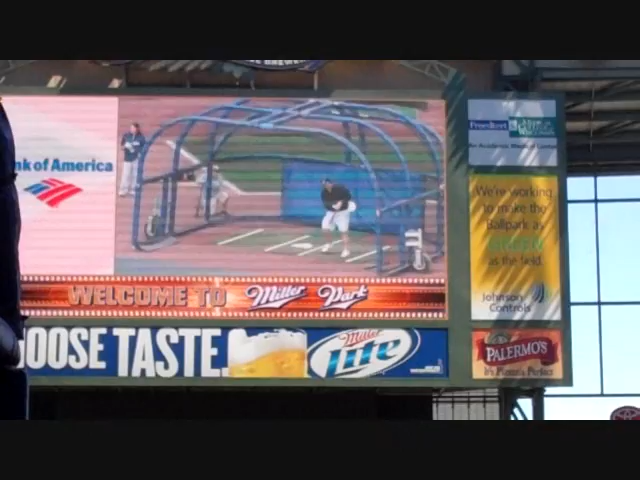 nk of America
WELCOME TO Miller Park
OOSE TASTE.
Miller
Lite
Froedtert
We're working
to make the
Ballpark as
as the field.
Johnson
Controls
PALERMO'S